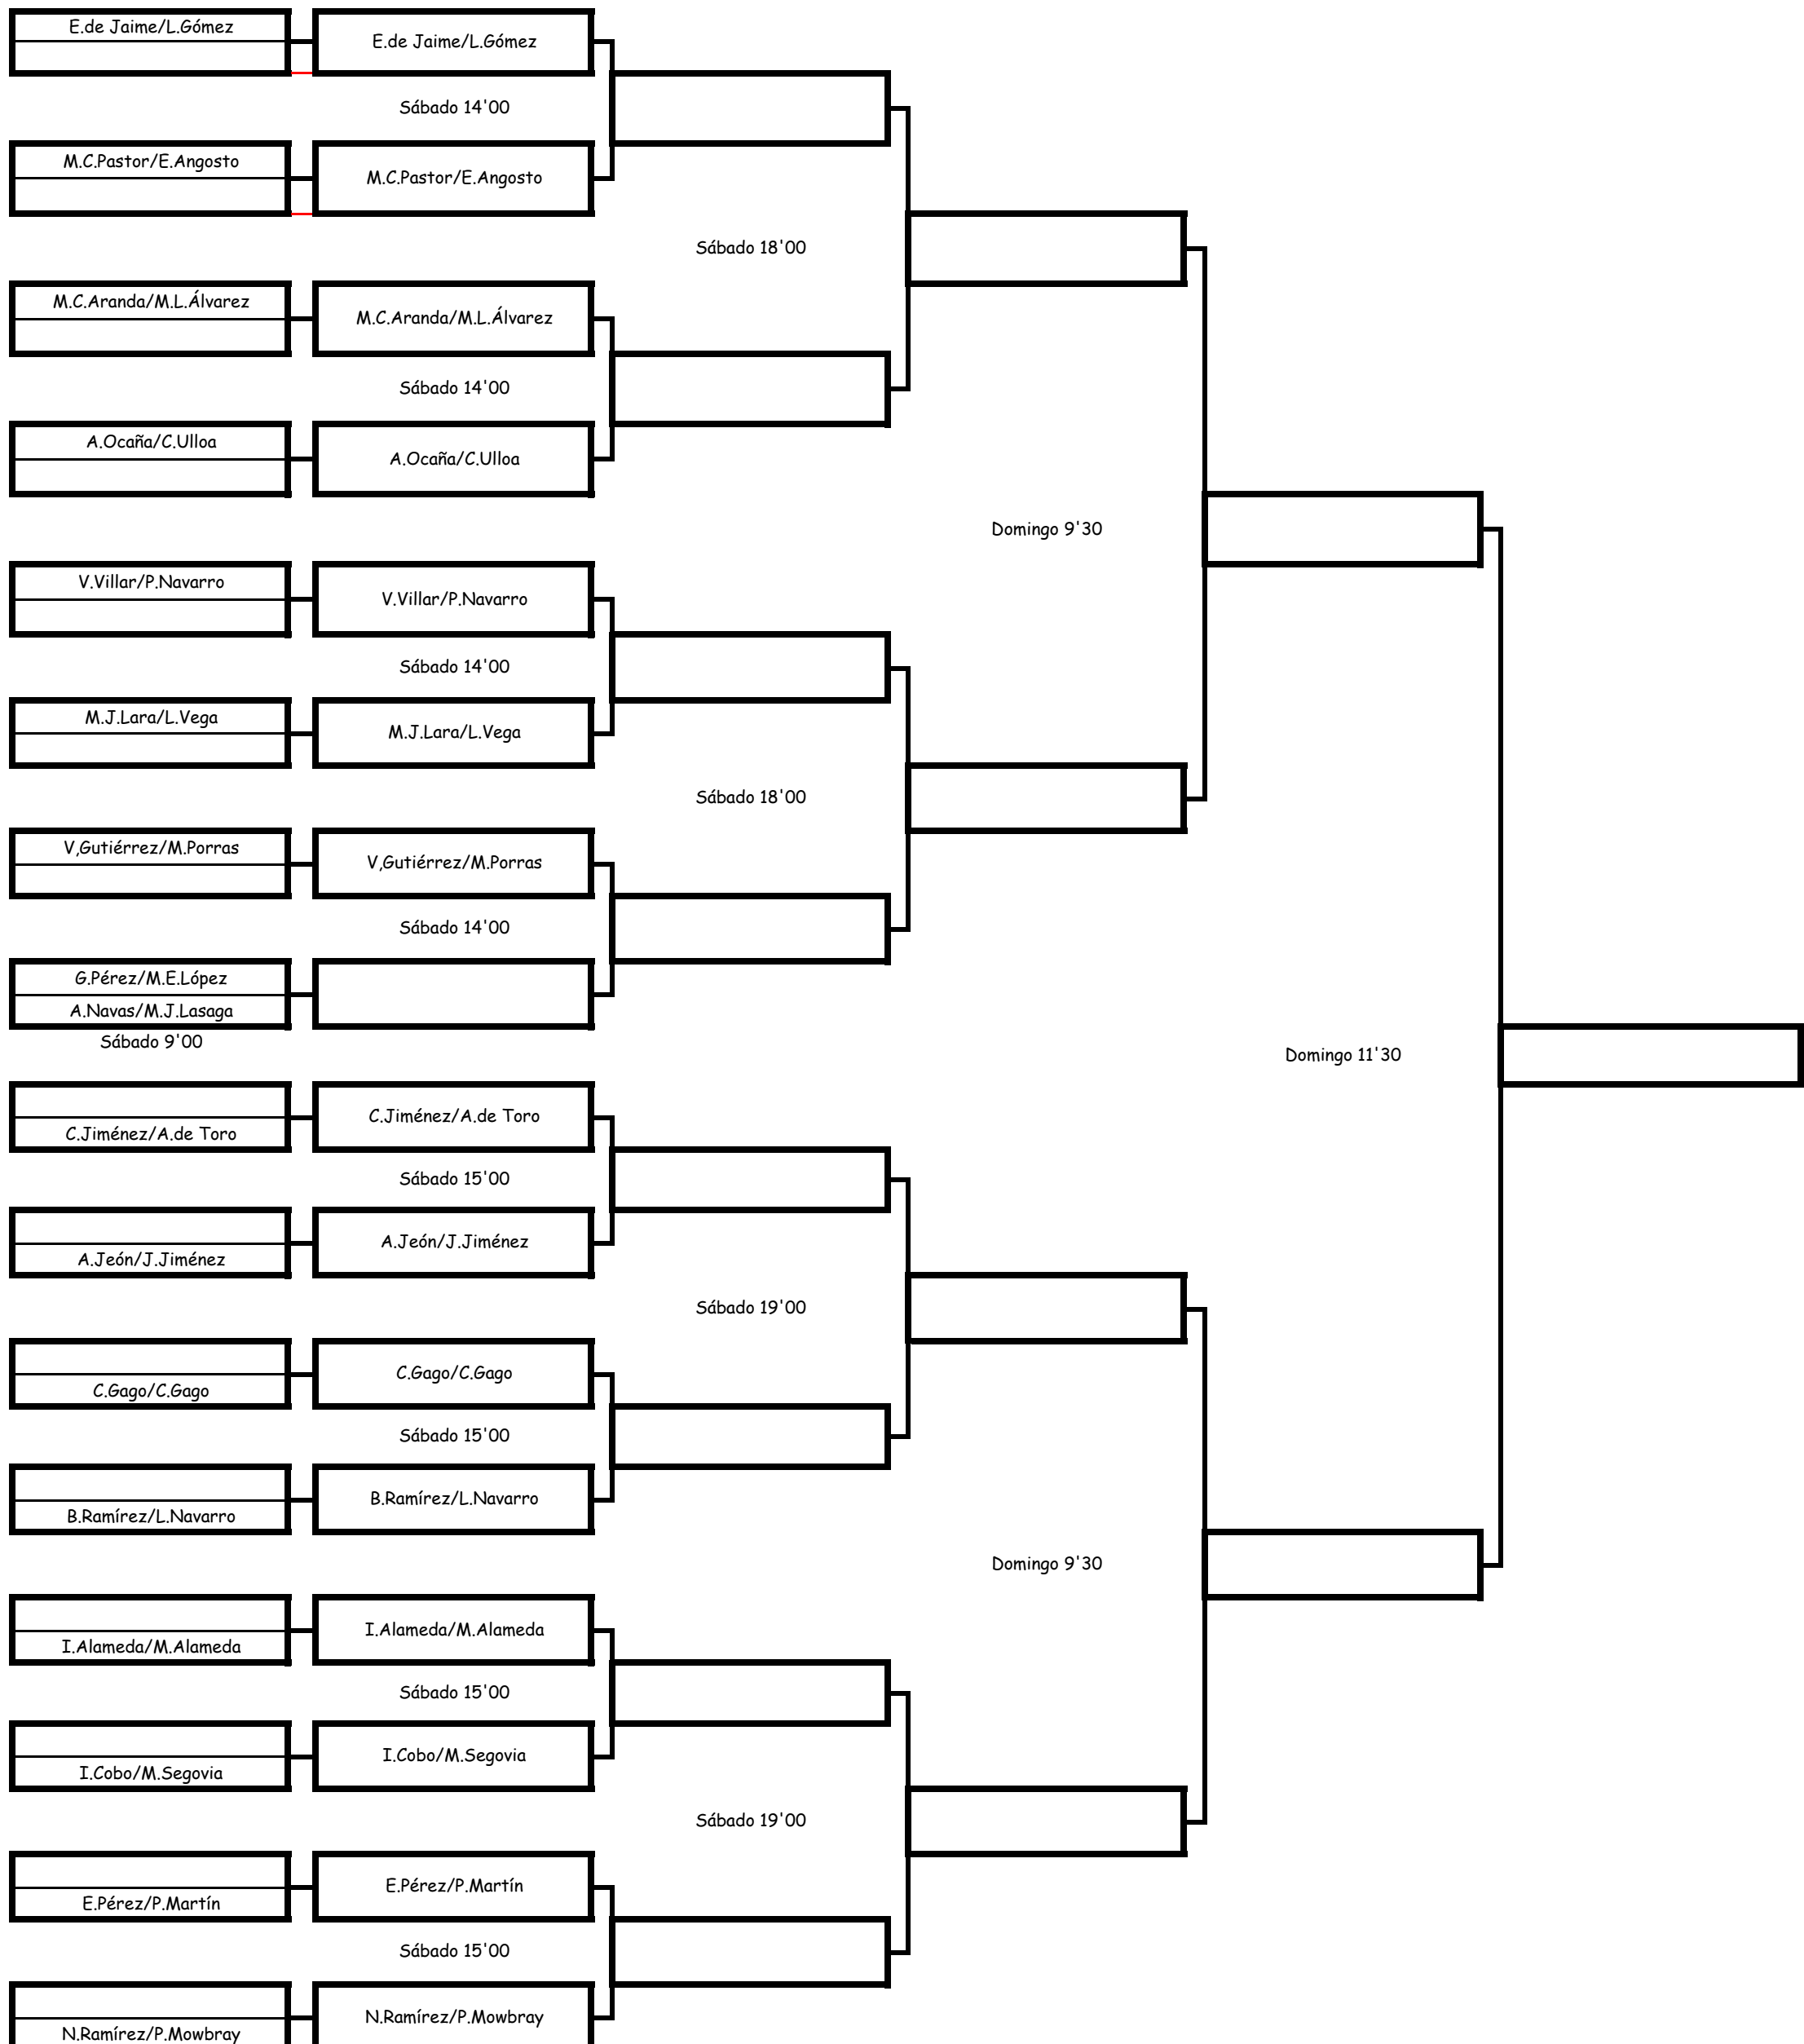 E.de Jaime/L.Gómez
E.de Jaime/L.Gómez
Sábado 14'00
M.C.Pastor/E.Angosto
M.C.Pastor/E.Angosto
Sábado 18'00
M.C.Aranda/M.L.Álvarez
M.C.Aranda/M.L.Álvarez
Sábado 14'00
A.Ocaña/C.Ulloa
A.Ocaña/C.Ulloa
Domingo 9'30
V.Villar/P.Navarro
V.Villar/P.Navarro
Sábado 14'00
M.J.Lara/L.Vega
M.J.Lara/L.Vega
Sábado 18'00
V,Gutiérrez/M.Porras
V,Gutiérrez/M.Porras
Sábado 14'00
G.Pérez/M.E.López
A.Navas/M.J.Lasaga
Sábado 9'00
Domingo 11'30
C.Jiménez/A.de Toro
C.Jiménez/A.de Toro
Sábado 15'00
A.Jeón/J.Jiménez
A.Jeón/J.Jiménez
Sábado 19'00
C.Gago/C.Gago
C.Gago/C.Gago
Sábado 15'00
B.Ramírez/L.Navarro
B.Ramírez/L.Navarro
Domingo 9'30
I.Alameda/M.Alameda
I.Alameda/M.Alameda
Sábado 15'00
I.Cobo/M.Segovia
I.Cobo/M.Segovia
Sábado 19'00
E.Pérez/P.Martín
E.Pérez/P.Martín
Sábado 15'00
N.Ramírez/P.Mowbray
N.Ramírez/P.Mowbray